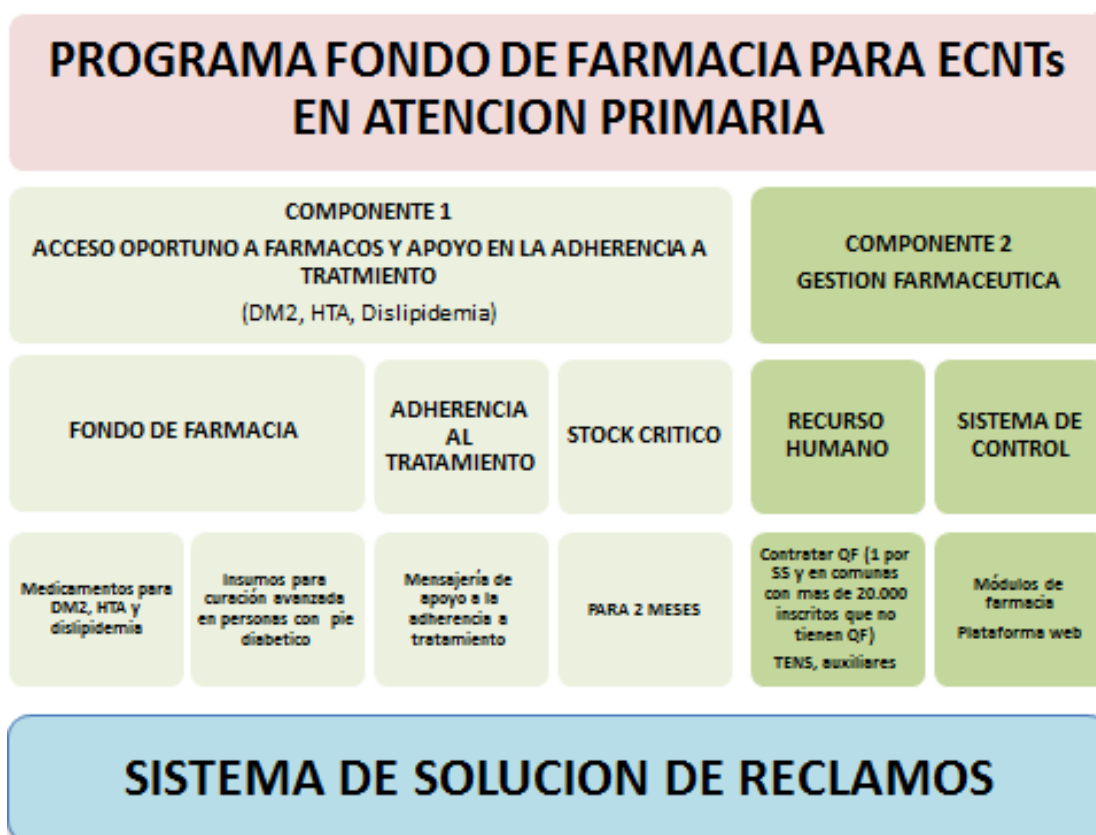 PROGRAMA FONDO DE FARMACIA PARA ECNTs
EN ATENCION PRIMARIA
COMPONENTE 1
ACCESO OPORTUNO A FARMACOS Y APOYO EN LA ADHERENCIA A
TRATMIENTO
(DM2, HTA, Dislipidemia)
COMPONENTE 2
GESTION FARMACEUTICA
FONDO DE FARMACIA
ADHERENCIA
AL
TRATAMIENTO
STOCK CRITICO
RECURSO
HUMANO
SISTEMA DE
CONTROL
Medicamentos para
DM2, HTA y
dislipidemia
Insumos para
curación avanzada
en personas con pie
diabetico
Mensajería de
apoyo a la
adherencia a
tratamiento
PARA 2 MESES
Contratar QF (1 por
SS y en comunas
con mas de 20.000
inscritos que no
tienen QF)
TENS, auxiliares
Módulos de
farmacia
Plataforma web
SISTEMA DE SOLUCION DE RECLAMOS